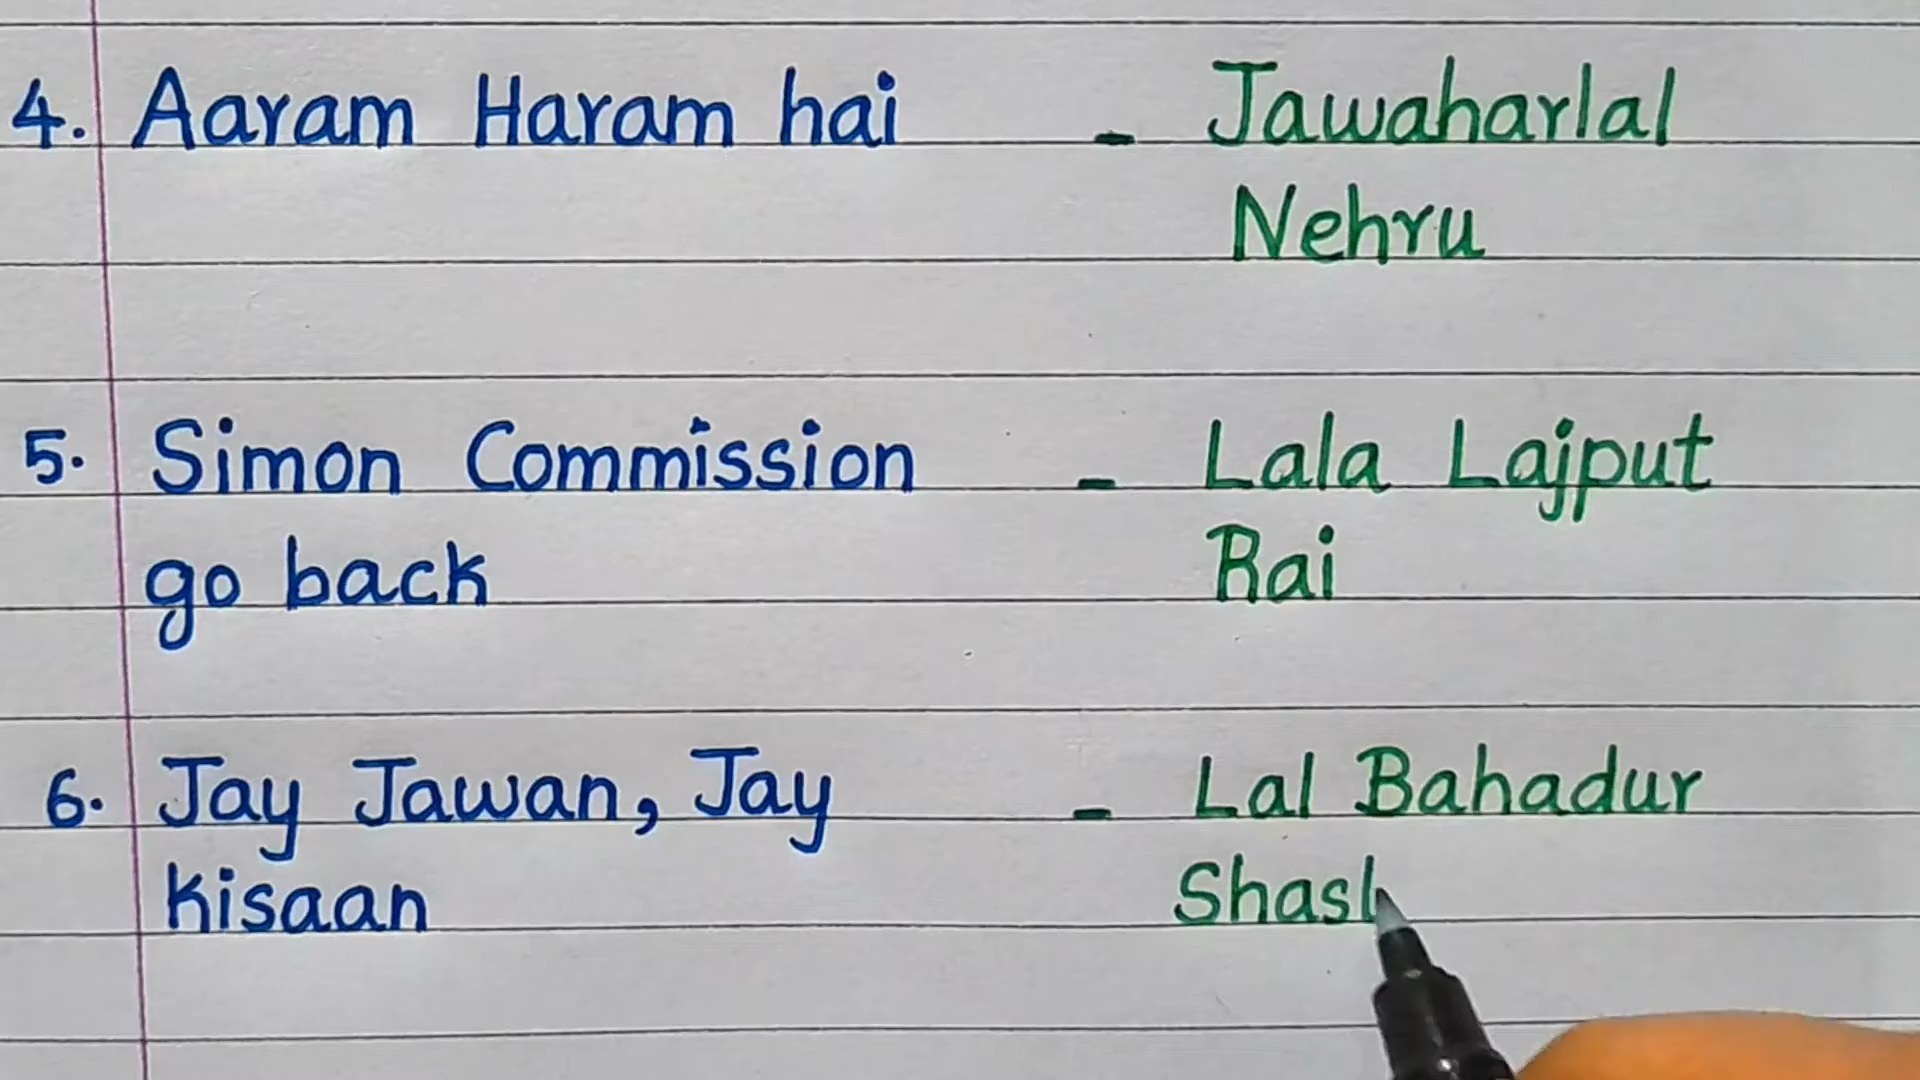 4. Aaram Haram hai - Jawaharlal
Nehru
5. Simon Commission - Lala Lajput
go back Rai
6. Jay Jawan, Jay - Lal Bahadur
kisaan